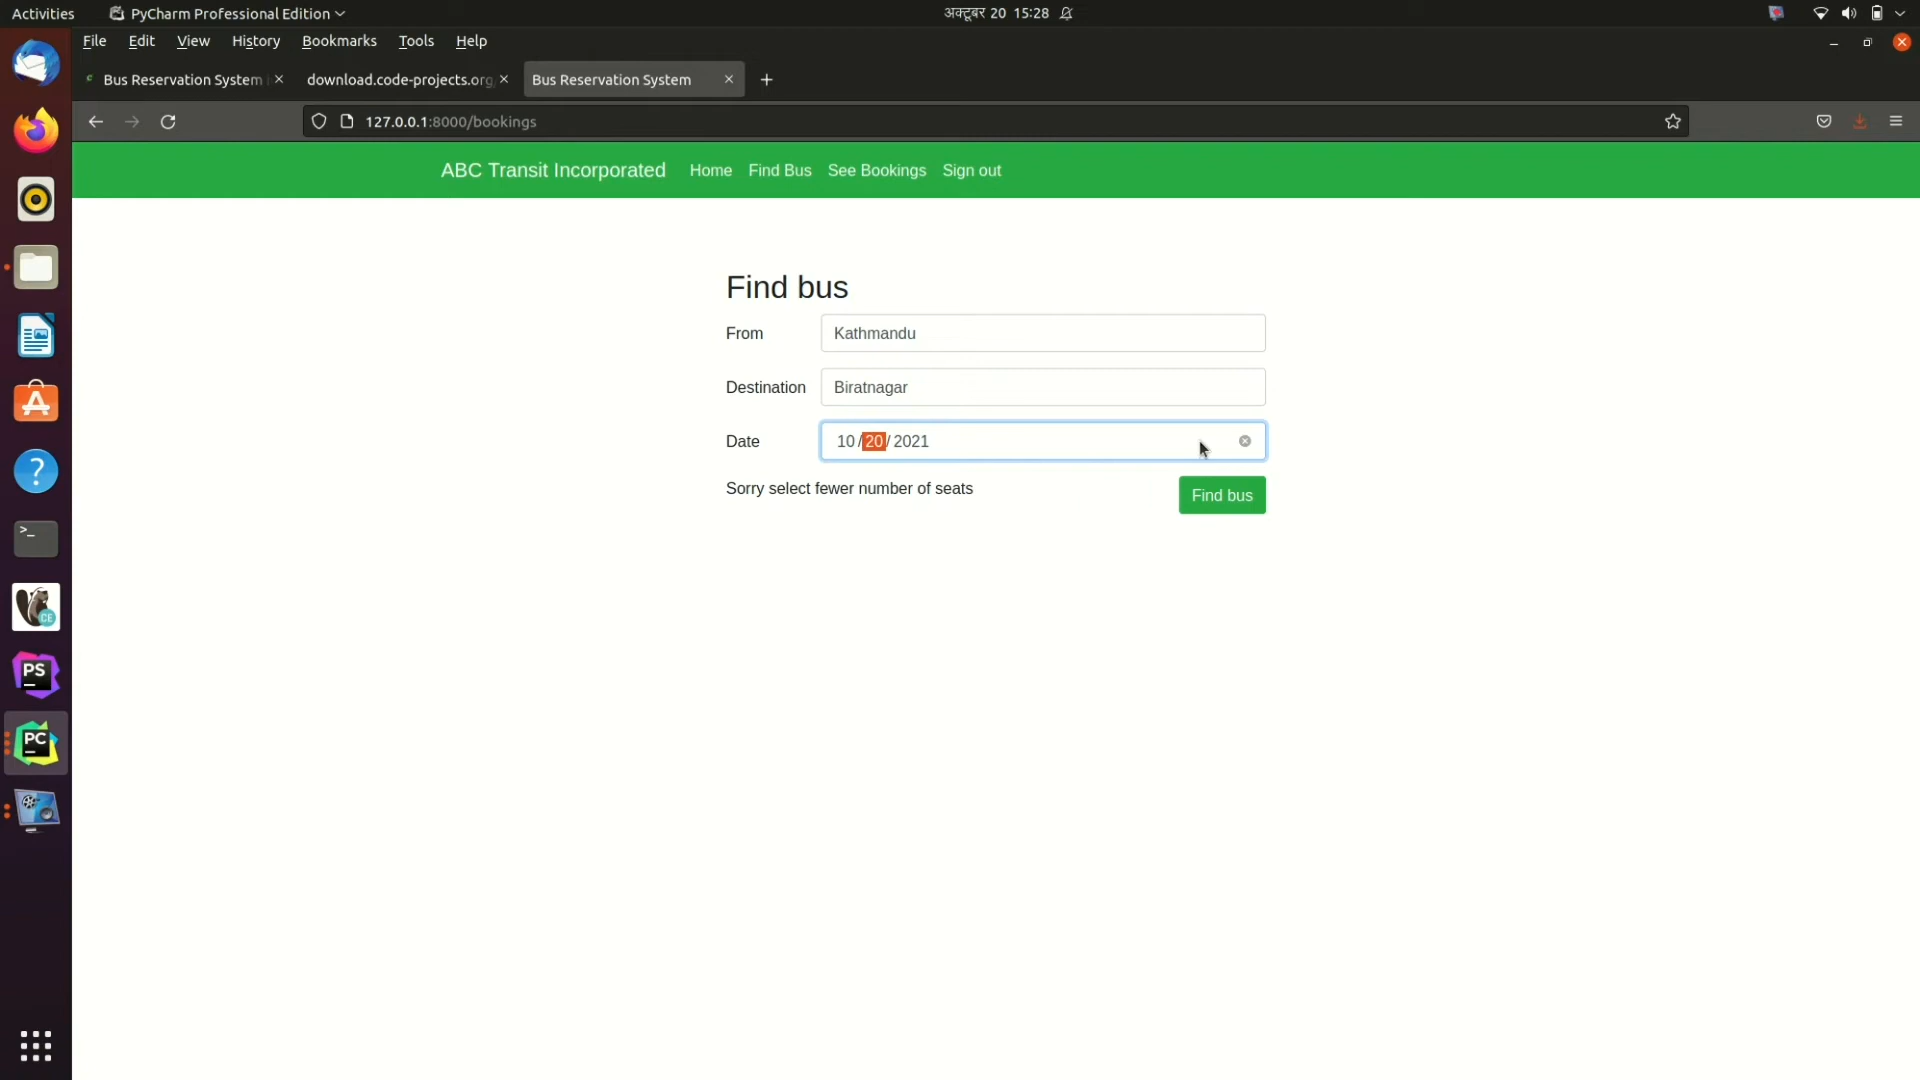 Activities PyCharm Professional Edition अक्टूबर 20 15:28
File Edit View History Bookmarks Tools Help
Bus Reservation System download.code-projects.org Bus Reservation System
127.0.0.1:8000/bookings
ABC Transit Incorporated Home Find Bus See Bookings Sign out
Find bus
From Kathmandu
Destination Biratnagar
Date 10/20/2021
Sorry select fewer number of seats Find bus
?
>_
CE
PS
PC